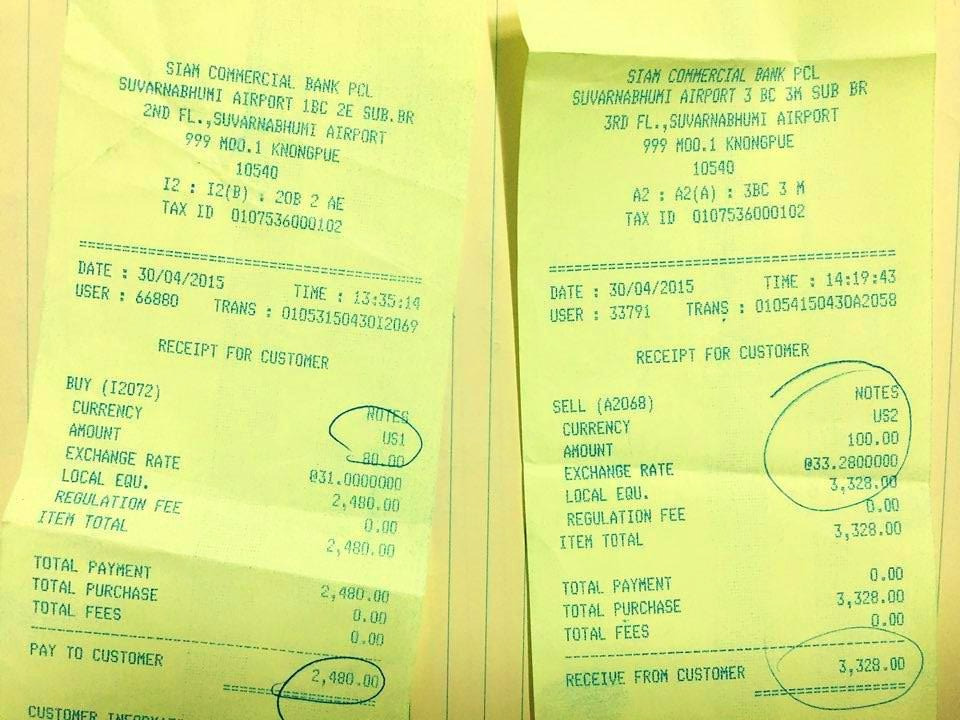 SIAM COMMERCIAL BANK PCL
SUVARNABHUMI AIRPORT 1BC 2E SUB.BR
2ND FL.,SUVARNABHUMI AIRPORT
999 MOO.1 KNONGPUE
10540
I2 : I2(B) : 20B 2 AE
TAX ID 0107536000102
==========================================
DATE : 30/04/2015 TIME : 13:35:14
USER : 66880 TRANS : 01053150430I2069
RECEIPT FOR CUSTOMER
BUY (I2072) NOTES
CURRENCY US1
AMOUNT 80.00
EXCHANGE RATE @31.0000000
LOCAL EQU. 2,480.00
REGULATION FEE 0.00
ITEM TOTAL 2,480.00
TOTAL PAYMENT 2,480.00
TOTAL PURCHASE 0.00
TOTAL FEES 0.00
------------------------------------------
PAY TO CUSTOMER 2,480.00
==================
CUSTOMER
SIAM COMMERCIAL BANK PCL
SUVARNABHUMI AIRPORT 3 BC 3M SUB BR
3RD FL.,SUVARNABHUMI AIRPORT
999 MOO.1 KNONGPUE
10540
A2 : A2(A) : 3BC 3 M
TAX ID 0107536000102
==========================================
DATE : 30/04/2015 TIME : 14:19:43
USER : 33791 TRANS : 01054150430A2058
RECEIPT FOR CUSTOMER
SELL (A2068) NOTES
CURRENCY US2
AMOUNT 100.00
EXCHANGE RATE @33.2800000
LOCAL EQU. 3,328.00
REGULATION FEE 0.00
ITEM TOTAL 3,328.00
TOTAL PAYMENT 0.00
TOTAL PURCHASE 3,328.00
TOTAL FEES 0.00
------------------------------------------
RECEIVE FROM CUSTOMER 3,328.00
==================